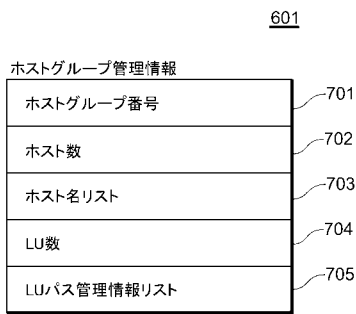 601
ホストグループ管理情報
ホストグループ番号
701
ホスト数
702
ホスト名リスト
703
LU数
704
LUパス管理情報リスト
705